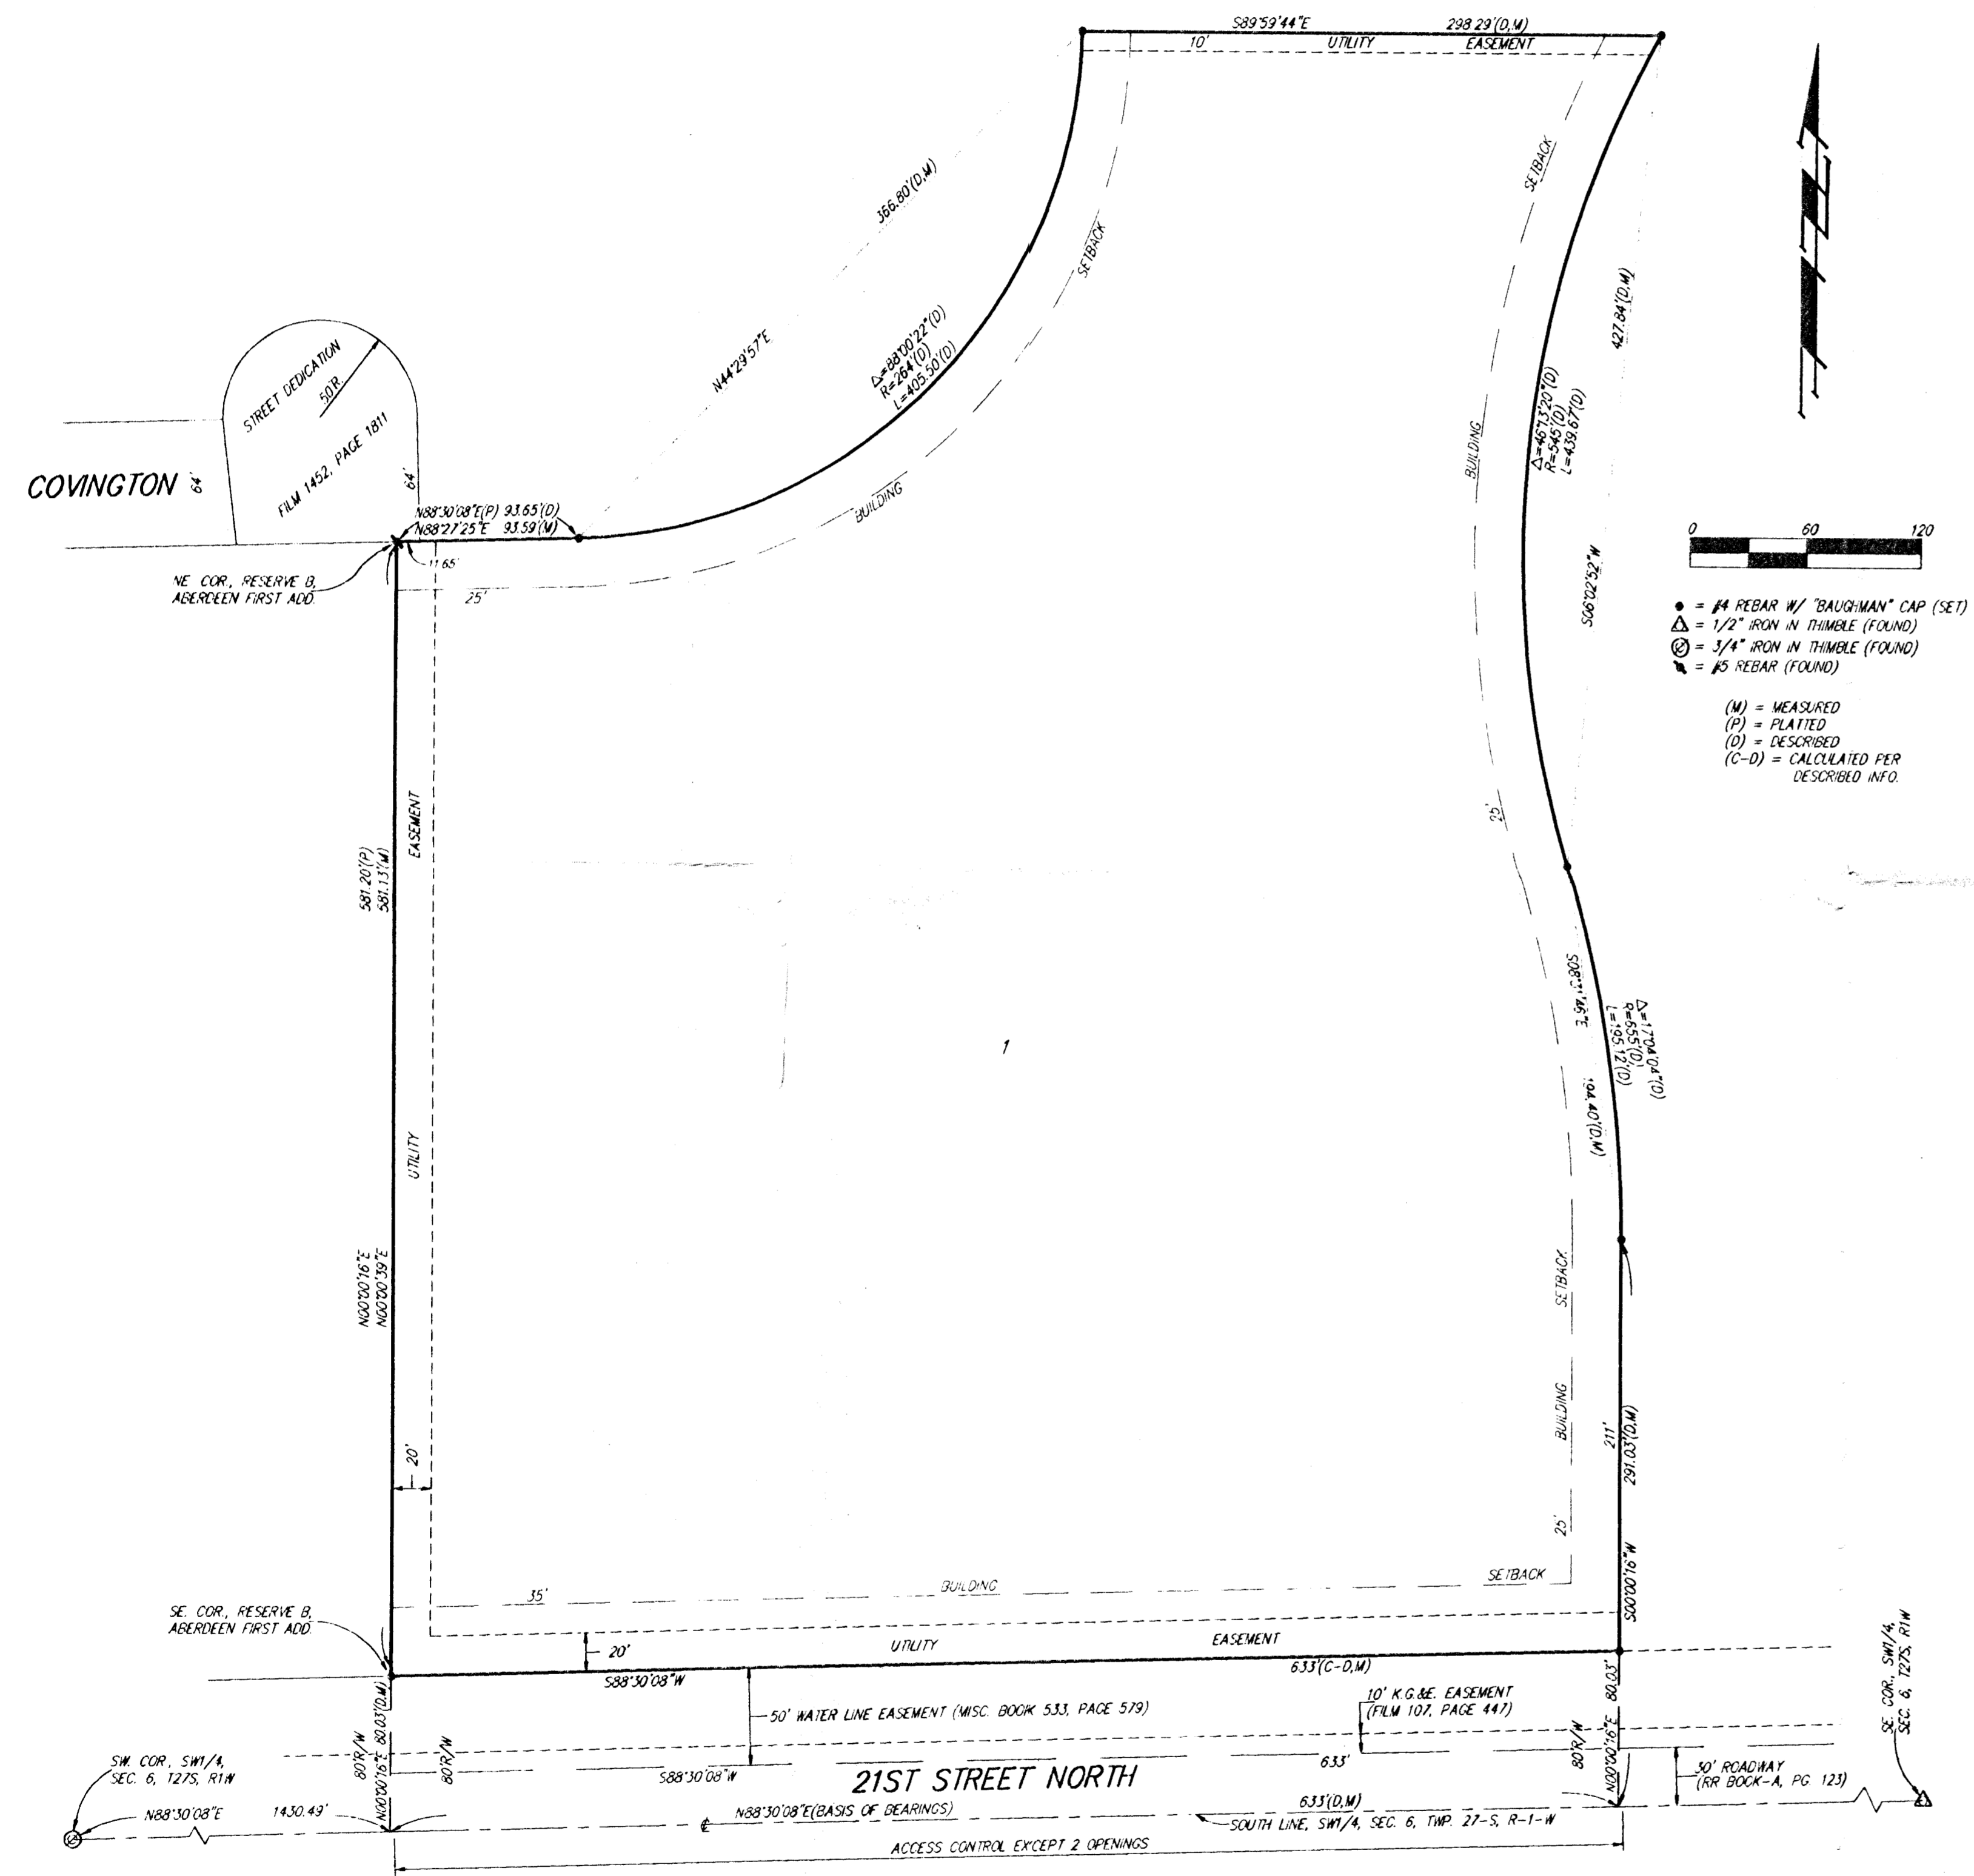 S89°59'44"E 298.29'(D,M)
10' UTILITY EASEMENT
SETBACK
366.80'(D,M)
SETBACK
N44°29'57"E
Δ=88°00'22"(D)
R=264'(D)
L=405.50'(D)
427.84'(D,M)
Δ=46°13'20"(D)
R=545'(D)
L=439.67'(D)
BUILDING
STREET DEDICATION
50'R.
FILM 1452, PAGE 1811
COVINGTON 64'
64'
BUILDING
N88°30'08"E(P) 93.65'(D)
N88°27'25"E 93.59'(M)
11.65'
NE. COR., RESERVE B,
ABERDEEN FIRST ADD.
25'
S06°02'52"W
0 60 120
= #4 REBAR W/ "BAUGHMAN" CAP (SET)
= 1/2" IRON IN THIMBLE (FOUND)
= 3/4" IRON IN THIMBLE (FOUND)
= #5 REBAR (FOUND)
(M) = MEASURED
(P) = PLATTED
(D) = DESCRIBED
(C-D) = CALCULATED PER
DESCRIBED INFO.
EASEMENT
25'
581.20'(P)
581.13'(M)
1
Δ=17°04'04"(D)
R=655'(D)
L=195.12'(D)
194.40'(D,M)
UTILITY
N00°00'16"E
N00°00'39"E
SETBACK
BUILDING
211'
291.03'(D,M)
20'
25'
S00°00'16"W
35' BUILDING SETBACK
SE. COR., RESERVE B,
ABERDEEN FIRST ADD.
20' UTILITY EASEMENT
S88°30'08"W 633'(C-D,M)
50' WATER LINE EASEMENT (MISC. BOOK 533, PAGE 579)
10' K.G.&E. EASEMENT
(FILM 107, PAGE 447)
80'R/W
N00°00'16"E 80.03'(D,M)
80'R/W
80'R/W
N00°00'16"E 80.03'
SE. COR., SW1/4,
SEC. 6, T27S, R1W
SW. COR., SW1/4,
SEC. 6, T27S, R1W
S88°30'08"W 633'
21ST STREET NORTH
30' ROADWAY
(RR BOOK-A, PG. 123)
N88°30'08"E 1430.49'
N88°30'08"E(BASIS OF BEARINGS) 633'(D,M)
SOUTH LINE, SW1/4, SEC. 6, TWP. 27-S, R-1-W
ACCESS CONTROL EXCEPT 2 OPENINGS